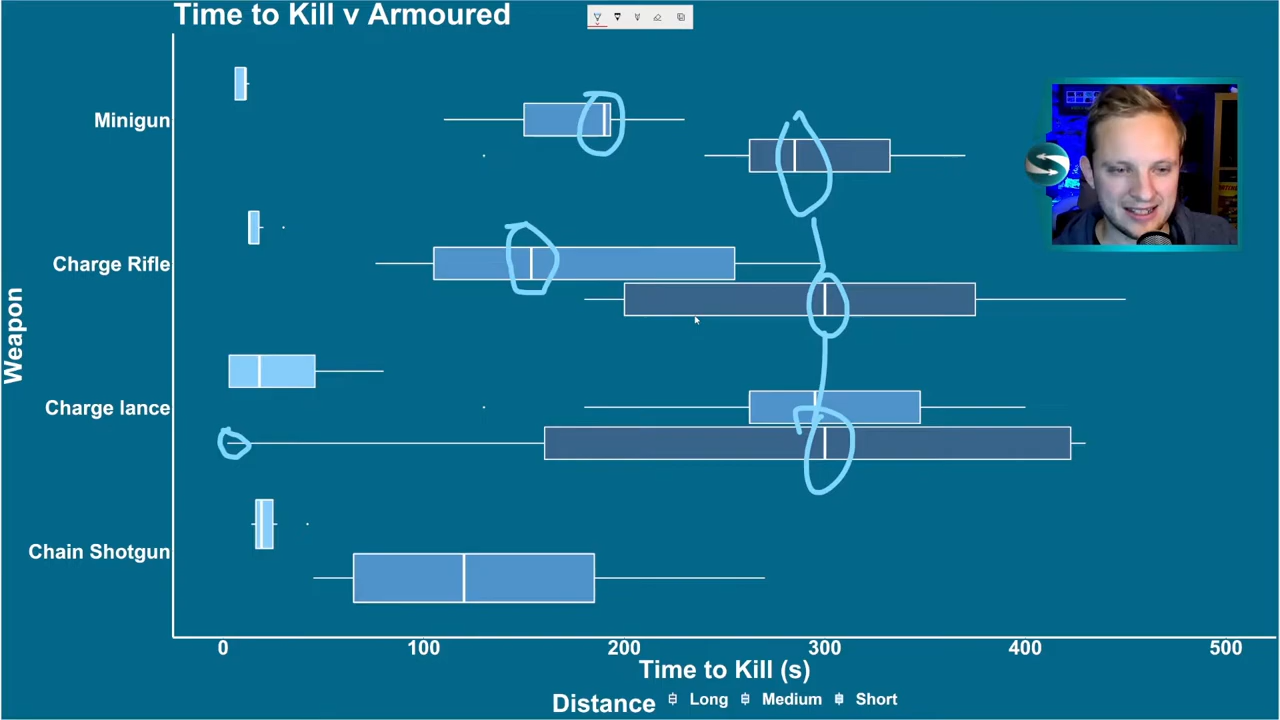 Time to Kill v Armoured
Minigun
Charge Rifle
Charge lance
Chain Shotgun
Weapon
0 100 200 300 400 500
Time to Kill (s)
Distance Long Medium Short